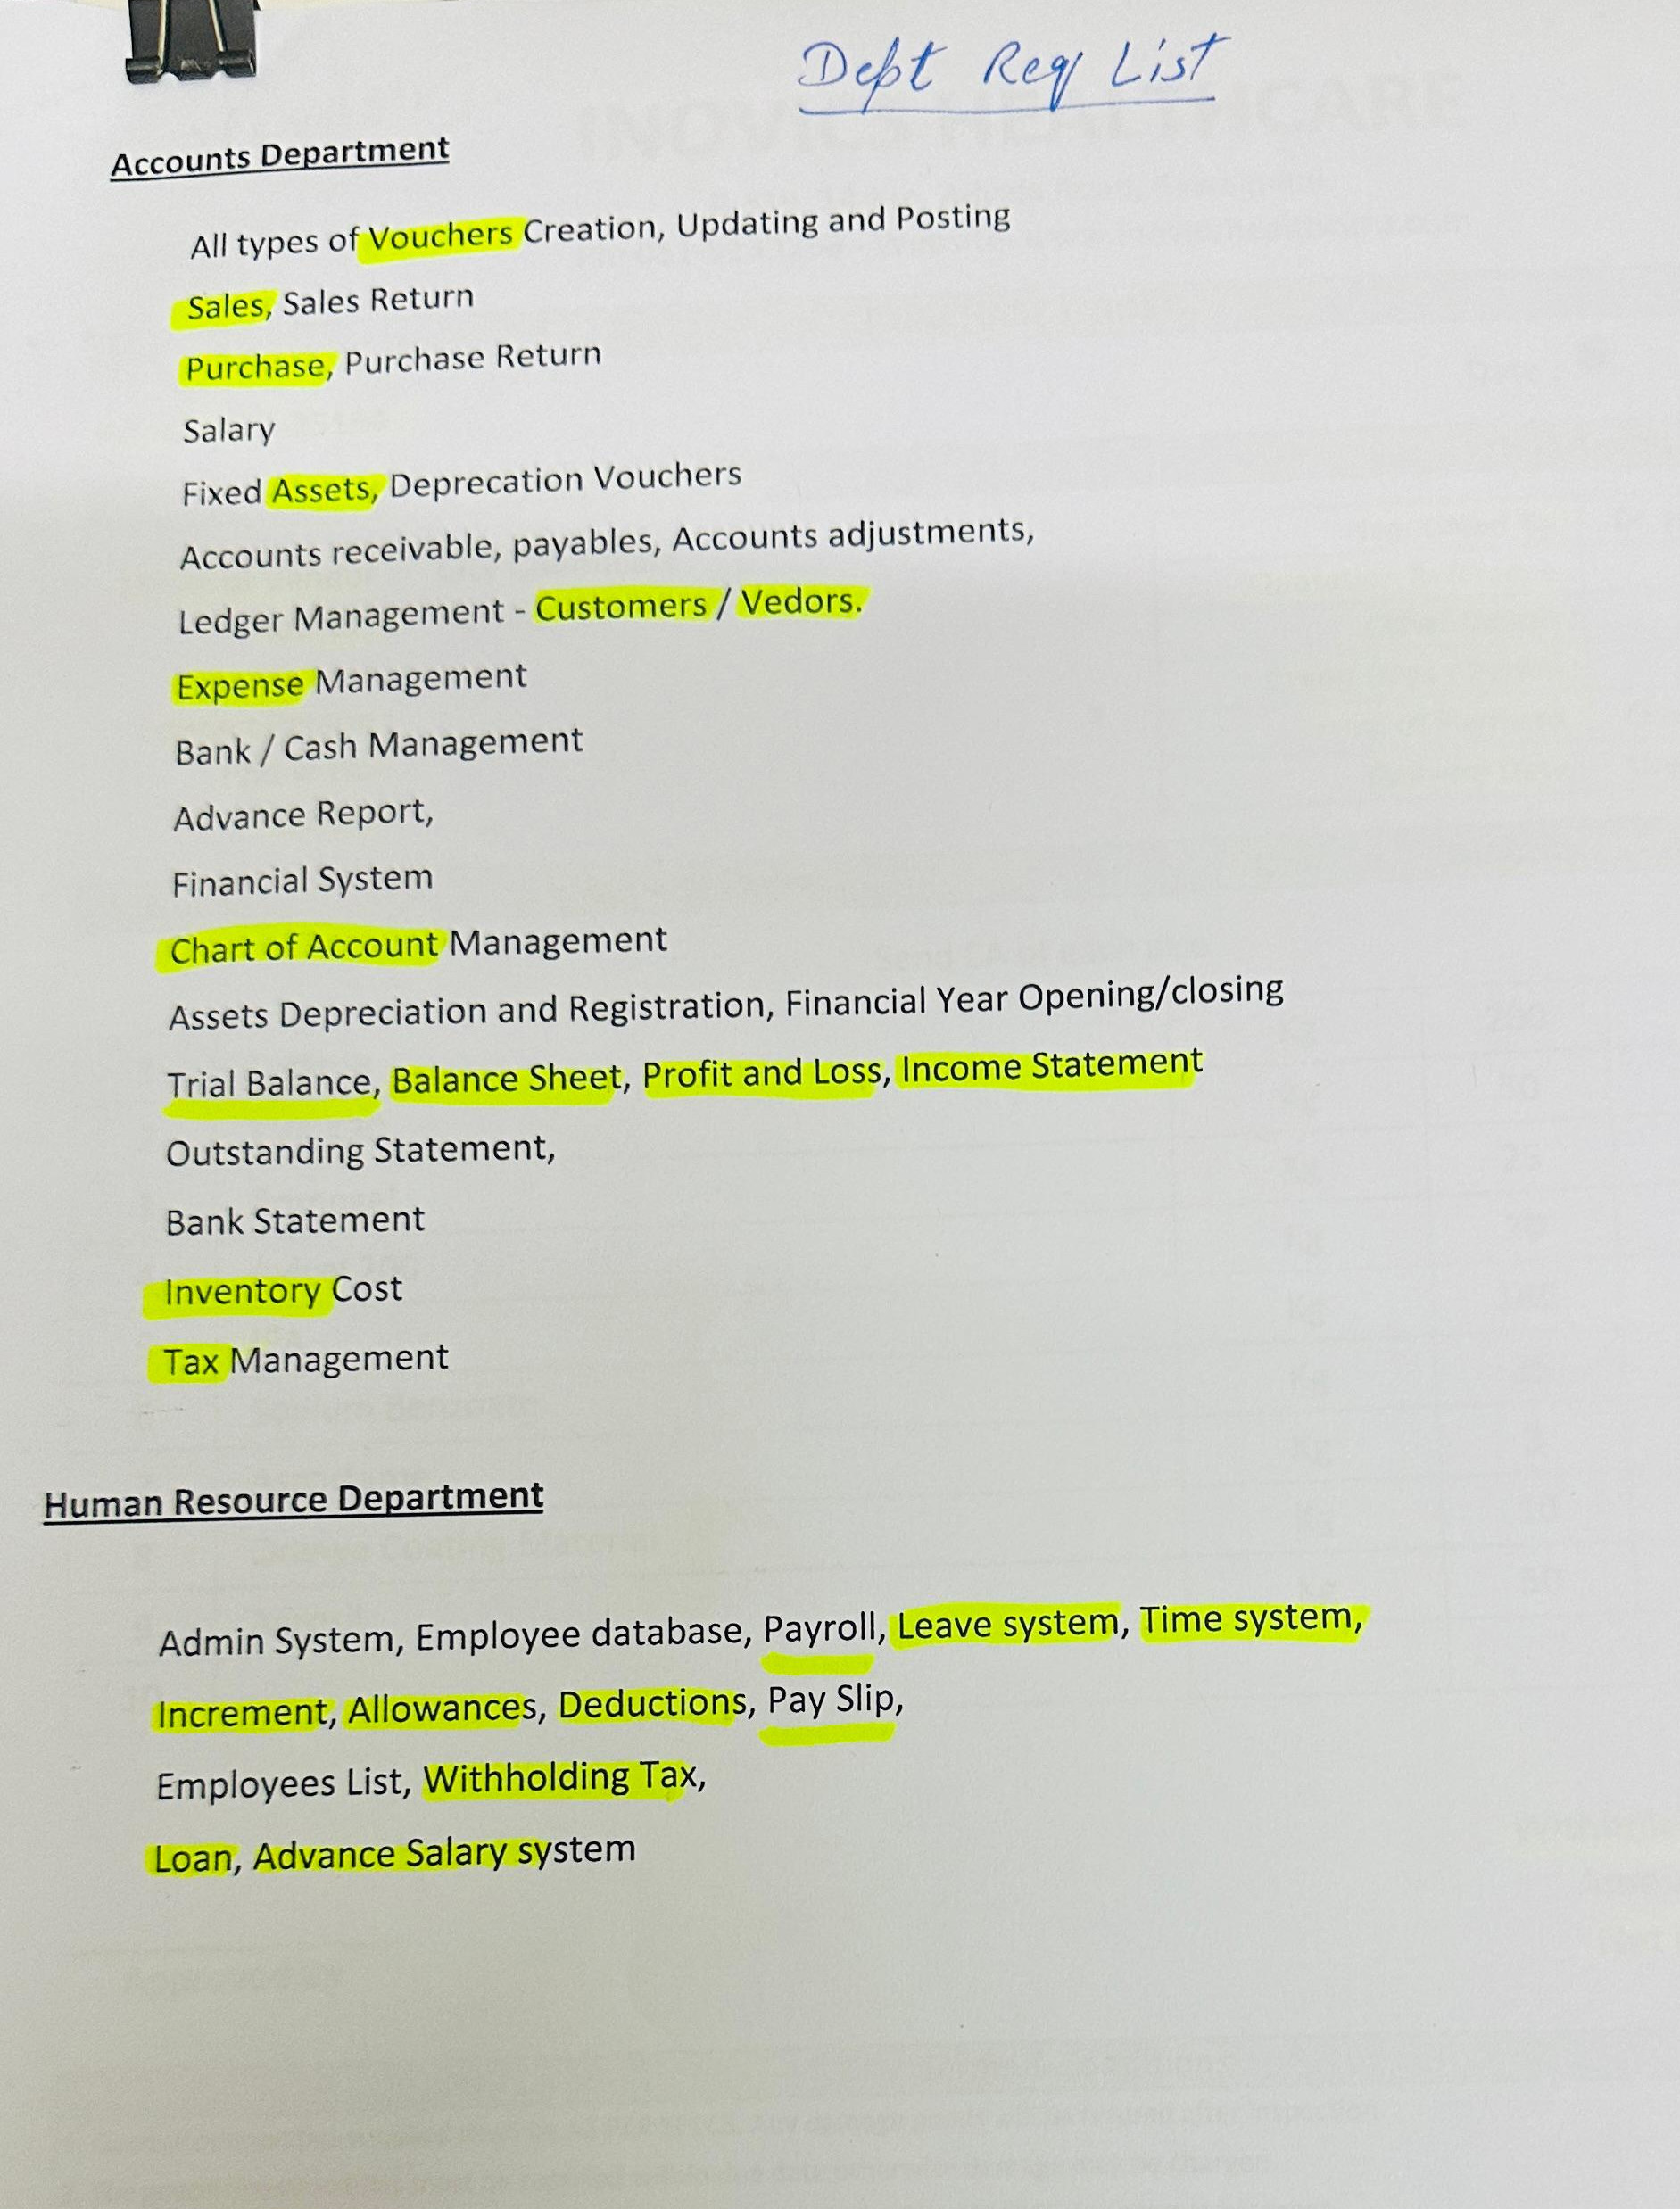 Dept Req List
Accounts Department
All types of Vouchers Creation, Updating and Posting
Sales, Sales Return
Purchase, Purchase Return
Salary
Fixed Assets, Deprecation Vouchers
Accounts receivable, payables, Accounts adjustments,
Ledger Management - Customers / Vedors.
Expense Management
Bank / Cash Management
Advance Report,
Financial System
Chart of Account Management
Assets Depreciation and Registration, Financial Year Opening/closing
Trial Balance, Balance Sheet, Profit and Loss, Income Statement
Outstanding Statement,
Bank Statement
Inventory Cost
Tax Management
Human Resource Department
Admin System, Employee database, Payroll, Leave system, Time system,
Increment, Allowances, Deductions, Pay Slip,
Employees List, Withholding Tax,
Loan, Advance Salary system